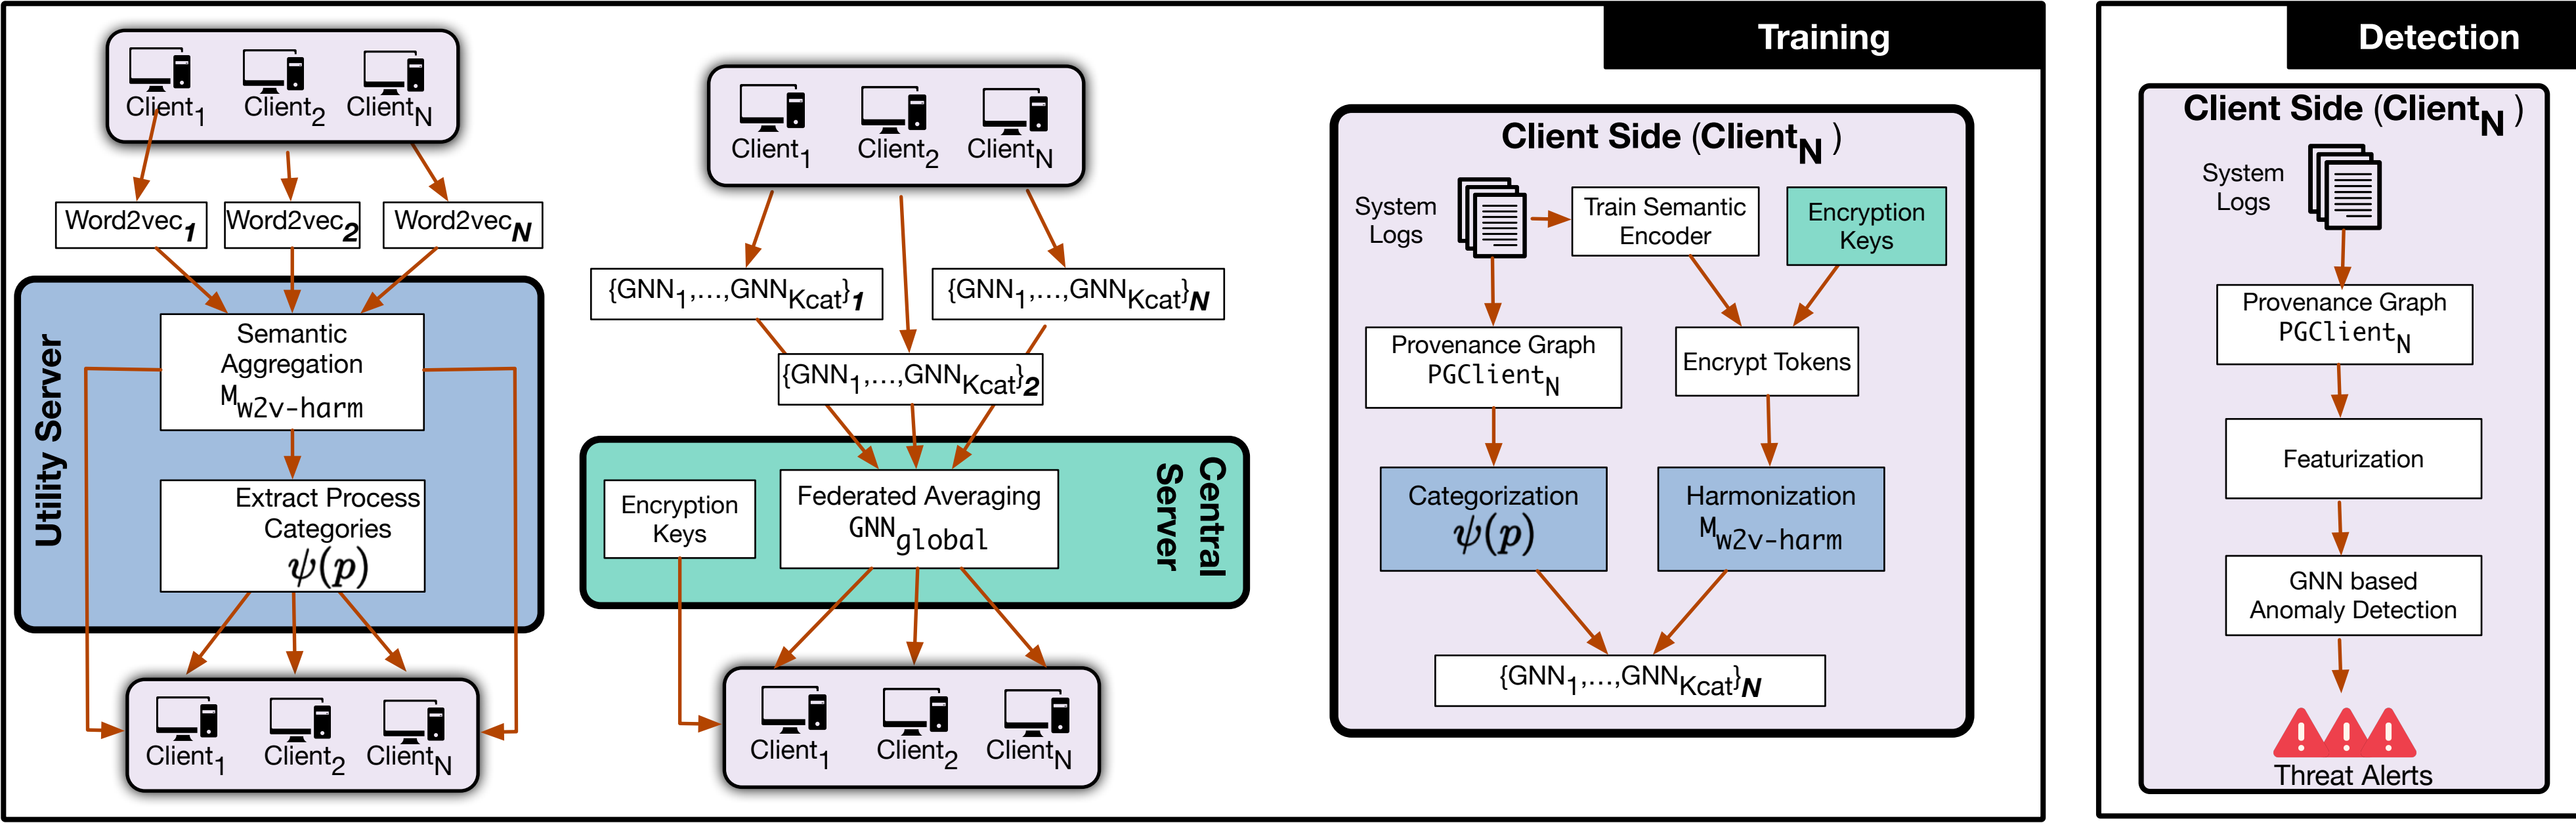 Training
Client1 Client2 ClientN
Word2vec1 Word2vec2 Word2vecN
Utility Server
Semantic
Aggregation
Mw2v-harm
Extract Process
Categories
ψ(p)
Client1 Client2 ClientN
Client1 Client2 ClientN
{GNN1,...,GNNKcat}1 {GNN1,...,GNNKcat}N
{GNN1,...,GNNKcat}2
Central
Server
Encryption
Keys
Federated Averaging
GNNglobal
Client1 Client2 ClientN
Client Side (ClientN )
System
Logs
Train Semantic
Encoder
Encryption
Keys
Provenance Graph
PGClientN
Encrypt Tokens
Categorization
ψ(p)
Harmonization
Mw2v-harm
{GNN1,...,GNNKcat}N
Detection
Client Side (ClientN )
System
Logs
Provenance Graph
PGClientN
Featurization
GNN based
Anomaly Detection
Threat Alerts